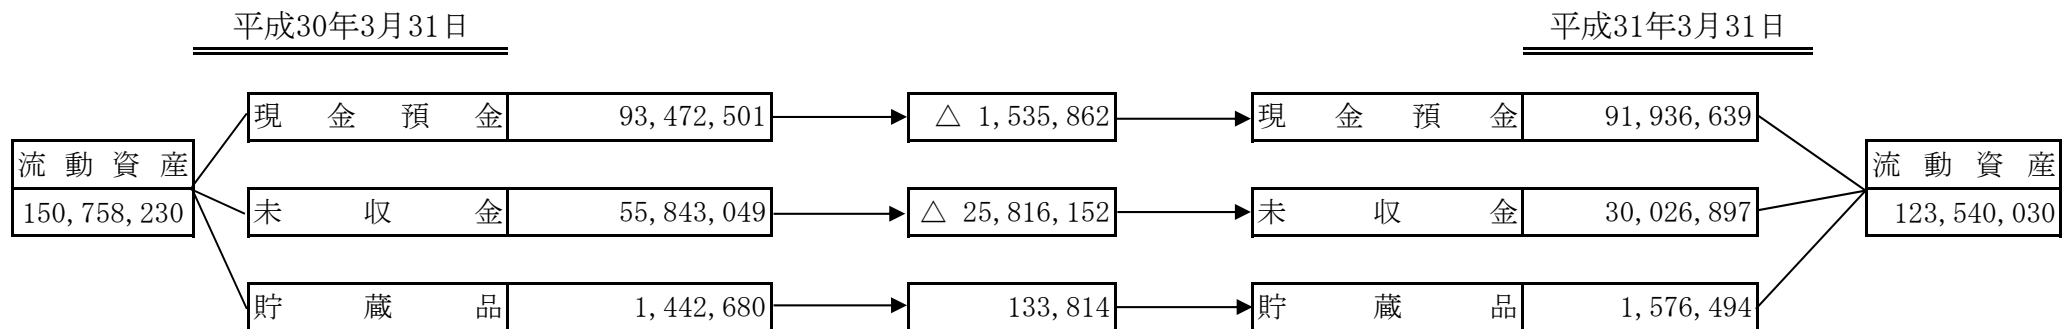 平成30年3月31日 平成31年3月31日
現金預金 93,472,501 △ 1,535,862 現金預金 91,936,639
流動資産 流動資産
150,758,230 未収金 55,843,049 △ 25,816,152 未収金 30,026,897 123,540,030
貯蔵品 1,442,680 133,814 貯蔵品 1,576,494